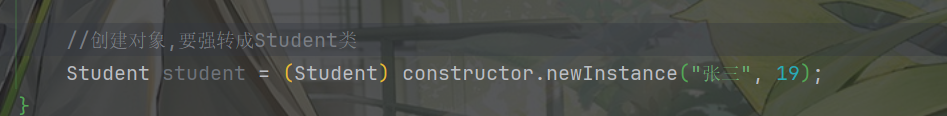 //创建对象,要强转成Student类
Student student = (Student) constructor.newInstance("张三", 19);
}